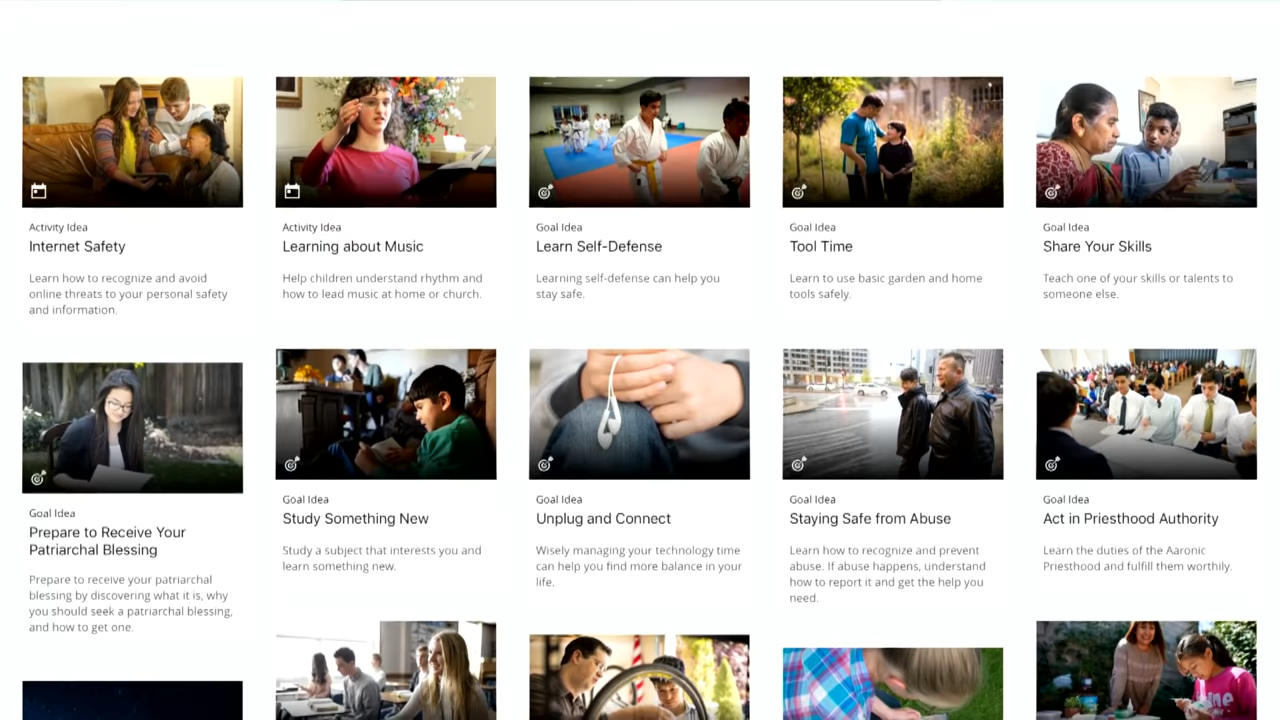 Activity Idea
Internet Safety
Learn how to recognize and avoid
online threats to your personal safety
and information.
Activity Idea
Learning about Music
Help children understand rhythm and
how to lead music at home or church.
Goal Idea
Learn Self-Defense
Learning self-defense can help you
stay safe.
Goal Idea
Tool Time
Learn to use basic garden and home
tools safely.
Goal Idea
Share Your Skills
Teach one of your skills or talents to
someone else.
Goal Idea
Prepare to Receive Your
Patriarchal Blessing
Prepare to receive your patriarchal
blessing by discovering what it is, why
you should seek a patriarchal blessing,
and how to get one.
Goal Idea
Study Something New
Study a subject that interests you and
learn something new.
Goal Idea
Unplug and Connect
Wisely managing your technology time
can help you find more balance in your
life.
Goal Idea
Staying Safe from Abuse
Learn how to recognize and prevent
abuse. If abuse happens, understand
how to report it and get the help you
need.
Goal Idea
Act in Priesthood Authority
Learn the duties of the Aaronic
Priesthood and fulfill them worthily.